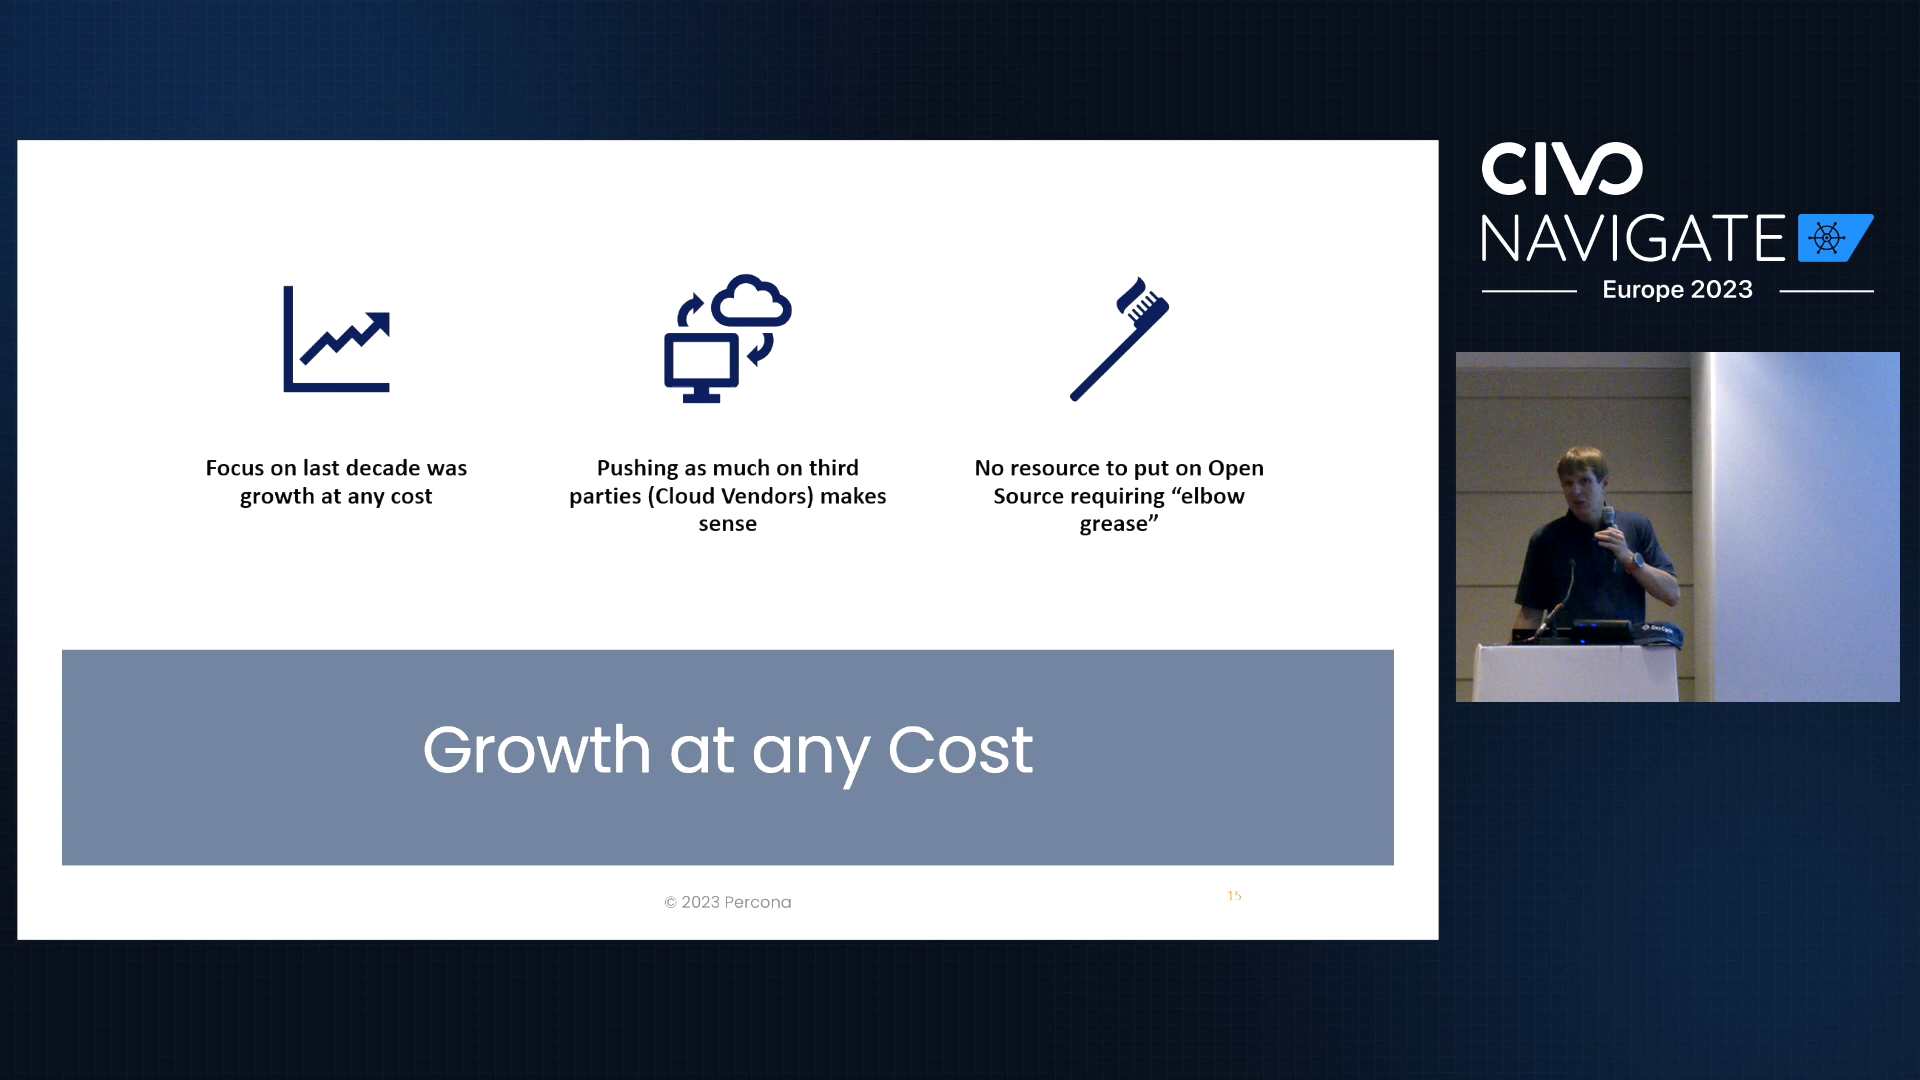 Focus on last decade was
growth at any cost
Pushing as much on third
parties (Cloud Vendors) makes
sense
No resource to put on Open
Source requiring “elbow
grease”
Growth at any Cost
© 2023 Percona
15
CIVO
NAVIGATE
Europe 2023